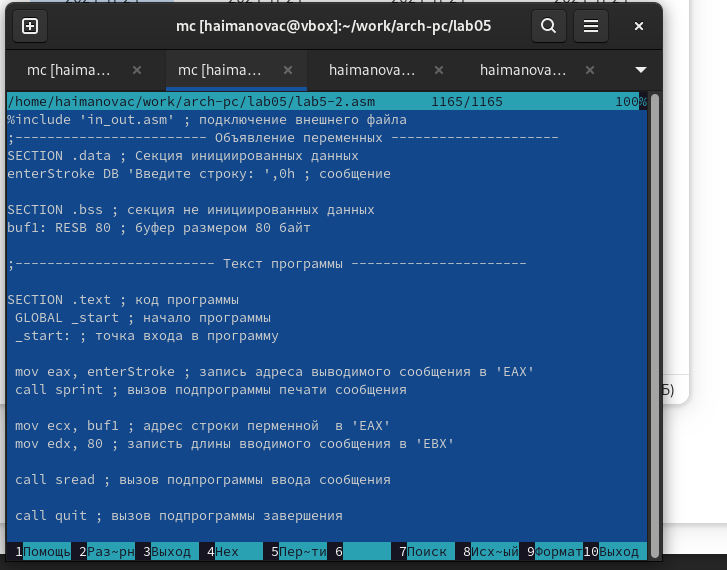 mc [haimanovac@vbox]:~/work/arch-pc/lab05
mc [haima... mc [haima... haimanova... haimanova...
/home/haimanovac/work/arch-pc/lab05/lab5-2.asm 1165/1165 100%
%include 'in_out.asm' ; подключение внешнего файла
;------------------------ Объявление переменных ---------------------
SECTION .data ; Секция инициированных данных
enterStroke DB 'Введите строку: ',0h ; сообщение
SECTION .bss ; секция не инициированных данных
buf1: RESB 80 ; буфер размером 80 байт
;------------------------- Текст программы ----------------------
SECTION .text ; код программы
GLOBAL _start ; начало программы
_start: ; точка входа в программу
mov eax, enterStroke ; запись адреса выводимого сообщения в 'EAX'
call sprint ; вызов подпрограммы печати сообщения
mov ecx, buf1 ; адрес строки перменной  в 'EAX'
mov edx, 80 ; записть длины вводимого сообщения в 'EBX'
call sread ; вызов подпрограммы ввода сообщения
call quit ; вызов подпрограммы завершения
1Помощь 2Раз~рн 3Выход 4Hex 5Пер~ти 6 7Поиск 8Исх~ый 9Формат 10Выход
Б)